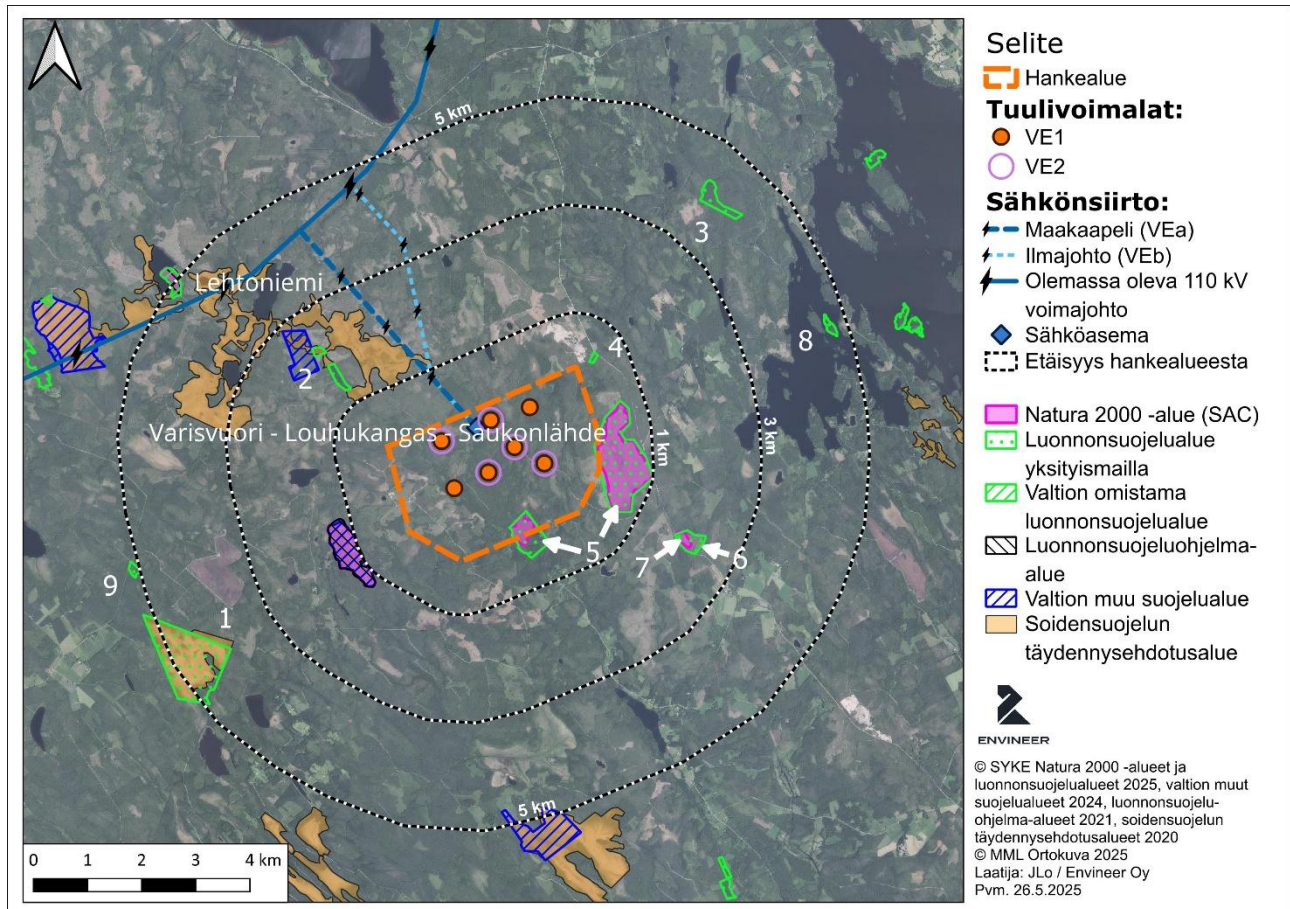 5 km
3
Lehtoniemi
8
4
2
Varisvuori - Louhukangas - Saukonlähde
1 km
3 km
5
7
6
9
1
5 km
0 1 2 3 4 km
Selite
Hankealue
Tuulivoimalat:
VE1
VE2
Sähkönsiirto:
Maakaapeli (VEa)
Ilmajohto (VEb)
Olemassa oleva 110 kV
voimajohto
Sähköasema
Etäisyys hankealueesta
Natura 2000 -alue (SAC)
Luonnonsuojelualue
yksityismailla
Valtion omistama
luonnonsuojelualue
Luonnonsuojeluohjelma-
alue
Valtion muu suojelualue
Soidensuojelun
täydennysehdotusalue
ENVINEER
© SYKE Natura 2000 -alueet ja
luonnonsuojelualueet 2025, valtion muut
suojelualueet 2024, luonnonsuojelu-
ohjelma-alueet 2021, soidensuojelun
täydennysehdotusalueet 2020
© MML Ortokuva 2025
Laatija: JLo / Envineer Oy
Pvm. 26.5.2025